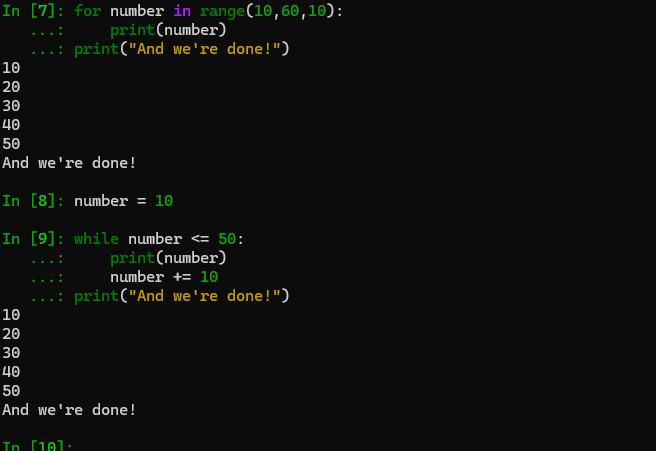 In [7]: for number in range(10,60,10):
   ...:     print(number)
   ...: print("And we're done!")
10
20
30
40
50
And we're done!
In [8]: number = 10
In [9]: while number <= 50:
   ...:     print(number)
   ...:     number += 10
   ...: print("And we're done!")
10
20
30
40
50
And we're done!
In [10]: